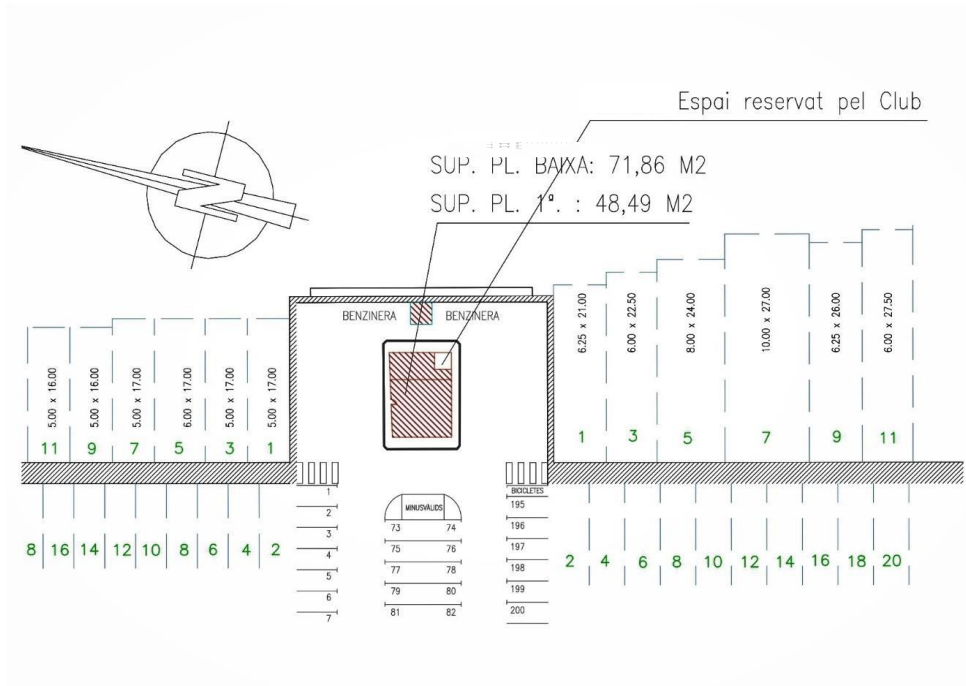 Espai reservat pel Club
SUP. PL. BAIXA: 71,86 M2
SUP. PL. 1ª. : 48,49 M2
BENZINERA BENZINERA
5.00 x 16.00
5.00 x 16.00
5.00 x 17.00
6.00 x 17.00
5.00 x 17.00
5.00 x 17.00
6.25 x 21.00
6.00 x 22.50
8.00 x 24.00
10.00 x 27.00
6.25 x 26.00
6.00 x 27.50
11 9 7 5 3 1
1 3 5 7 9 11
8 16 14 12 10 8 6 4 2
1
2
3
4
5
6
7
MINUSVÀLIDS
73 74
75 76
77 78
79 80
81 82
BICICLETES
195
196
197
198
199
200
2 4 6 8 10 12 14 16 18 20